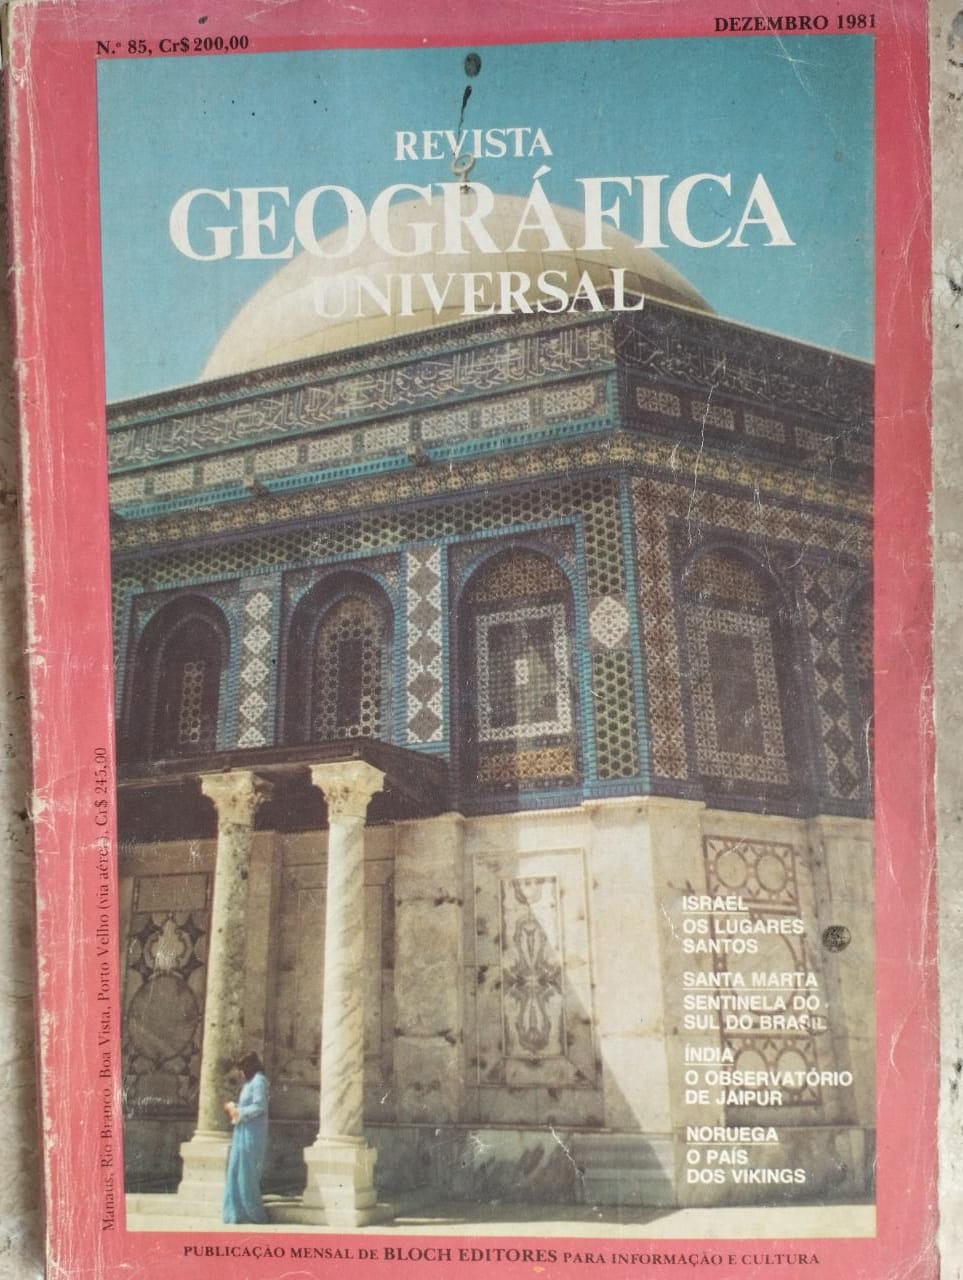 N.º 85, Cr$ 200,00
DEZEMBRO 1981
REVISTA
GEOGRÁFICA
UNIVERSAL
ISRAEL
OS LUGARES
SANTOS
SANTA MARTA
SENTINELA DO
SUL DO BRASIL
ÍNDIA
O OBSERVATÓRIO
DE JAIPUR
NORUEGA
O PAÍS
DOS VIKINGS
Manaus, Rio Branco, Boa Vista, Porto Velho (via aérea), Cr$ 245,00
PUBLICAÇÃO MENSAL DE BLOCH EDITORES PARA INFORMAÇÃO E CULTURA